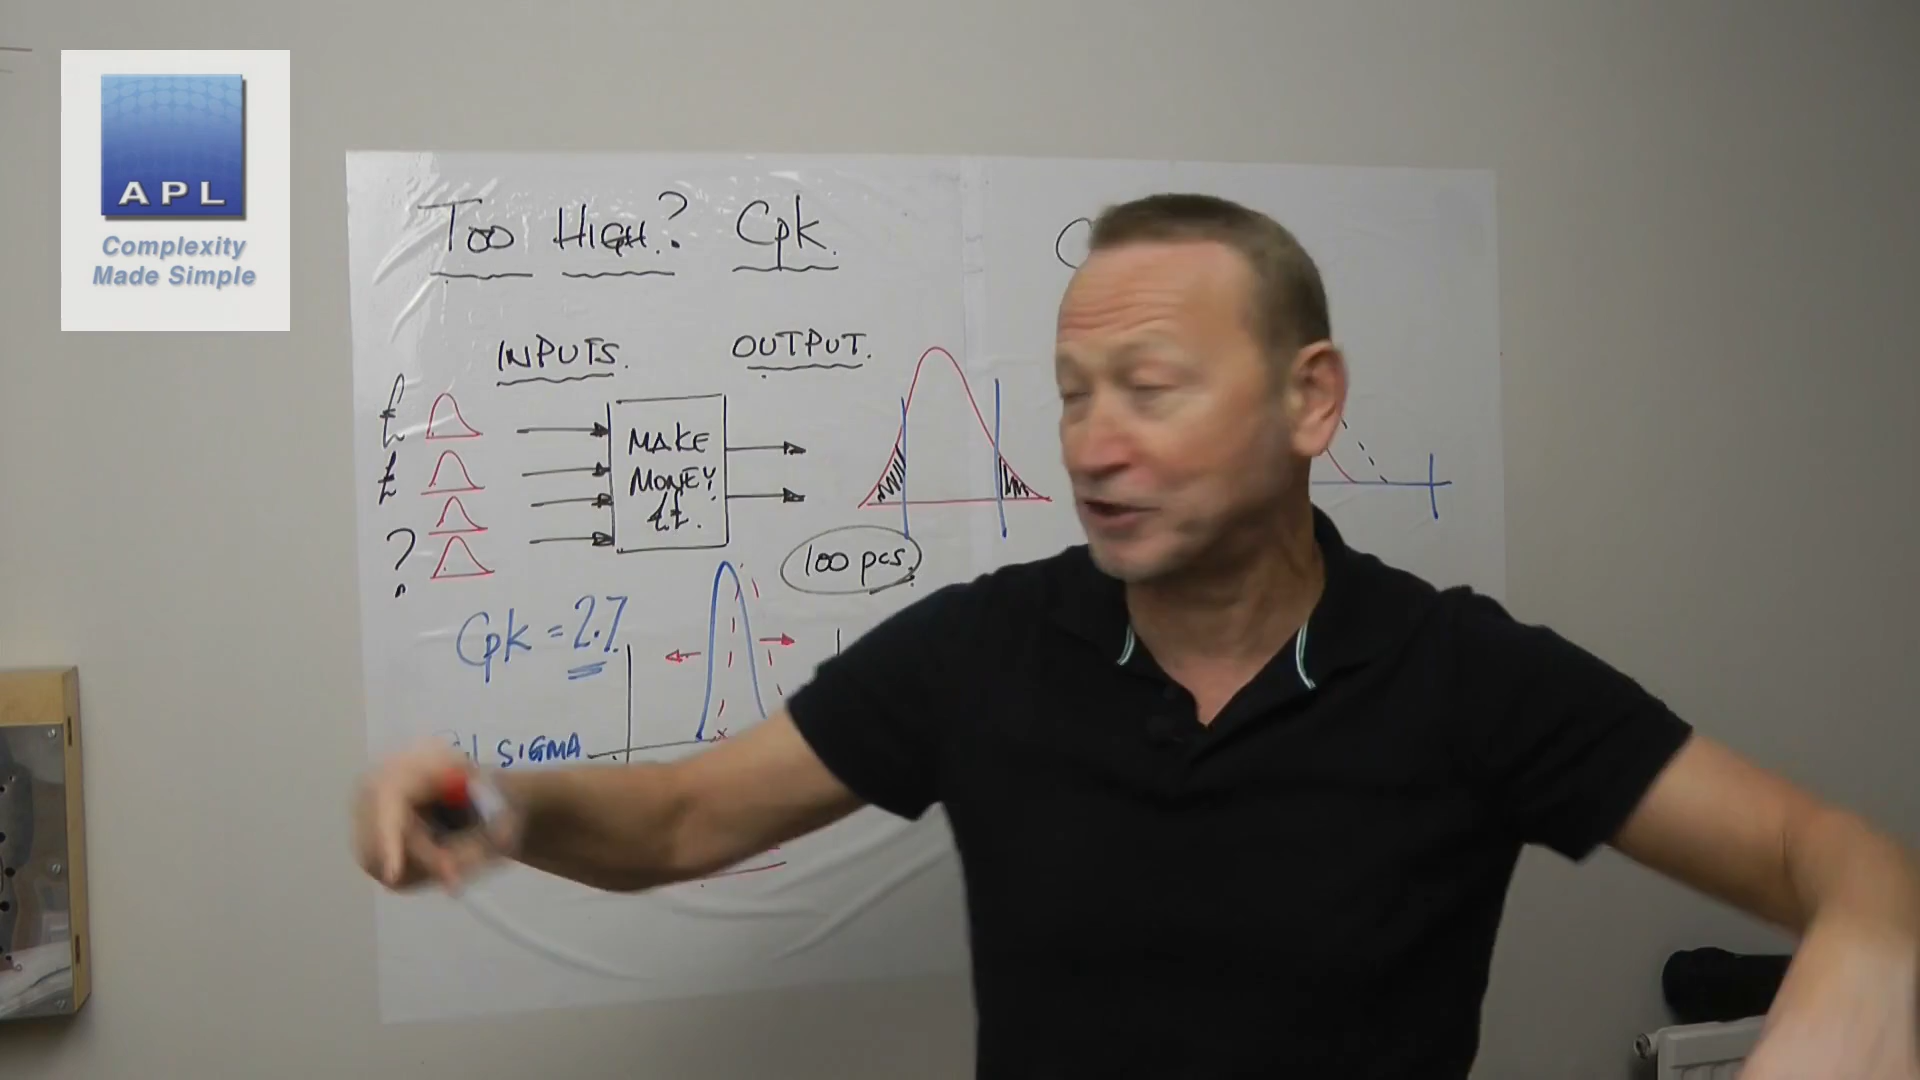 APL
Complexity
Made Simple
Too HIGH? Cpk.
INPUTS.
OUTPUT.
£
£
?
MAKE
MONEY
££.
100 pcs.
Cpk = 2.7
SIGMA